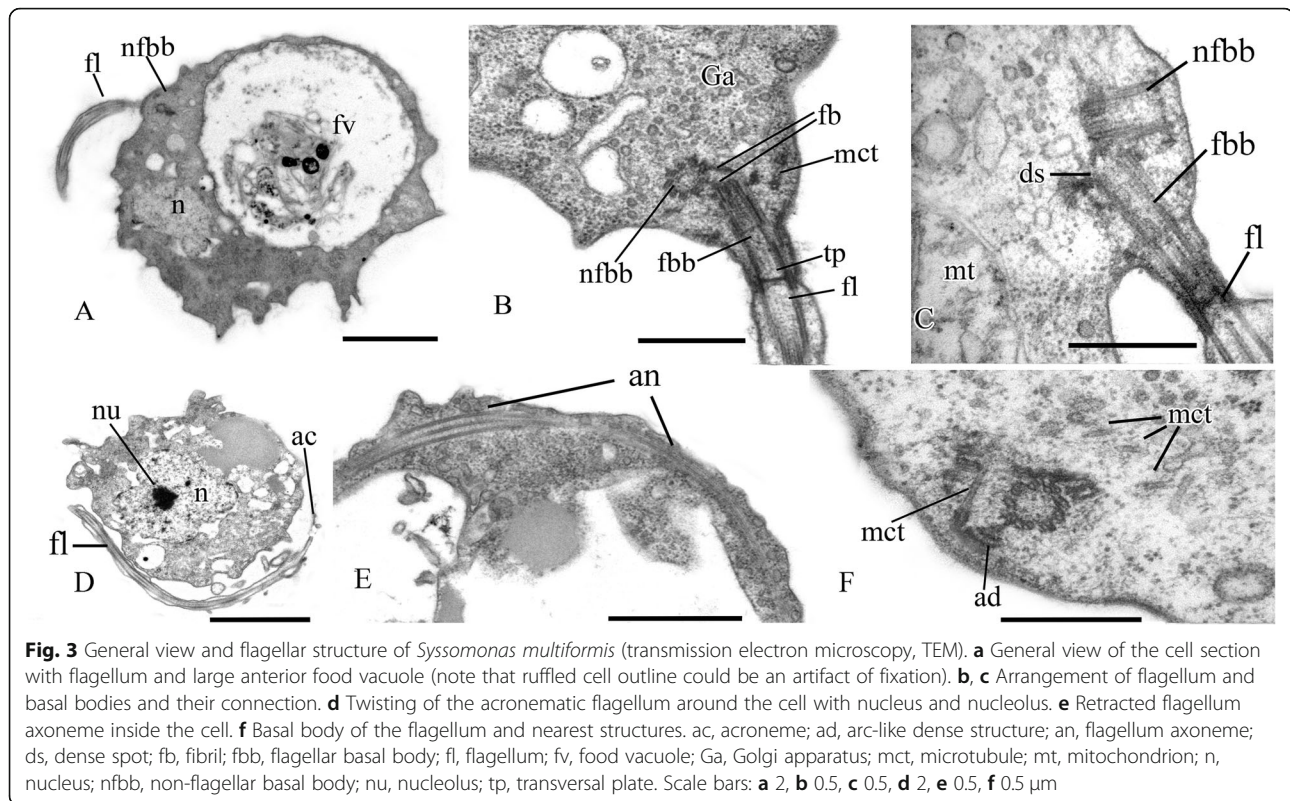 fl
nfbb
fv
n
A
B
Ga
fb
mct
nfbb
fbb
tp
fl
nfbb
fbb
ds
fl
mt
C
nu
n
ac
fl
D
an
E
mct
mct
ad
F
Fig. 3 General view and flagellar structure of Syssomonas multiformis (transmission electron microscopy, TEM). a General view of the cell section
with flagellum and large anterior food vacuole (note that ruffled cell outline could be an artifact of fixation). b, c Arrangement of flagellum and
basal bodies and their connection. d Twisting of the acronematic flagellum around the cell with nucleus and nucleolus. e Retracted flagellum
axoneme inside the cell. f Basal body of the flagellum and nearest structures. ac, acroneme; ad, arc-like dense structure; an, flagellum axoneme;
ds, dense spot; fb, fibril; fbb, flagellar basal body; fl, flagellum; fv, food vacuole; Ga, Golgi apparatus; mct, microtubule; mt, mitochondrion; n,
nucleus; nfbb, non-flagellar basal body; nu, nucleolus; tp, transversal plate. Scale bars: a 2, b 0.5, c 0.5, d 2, e 0.5, f 0.5 μm